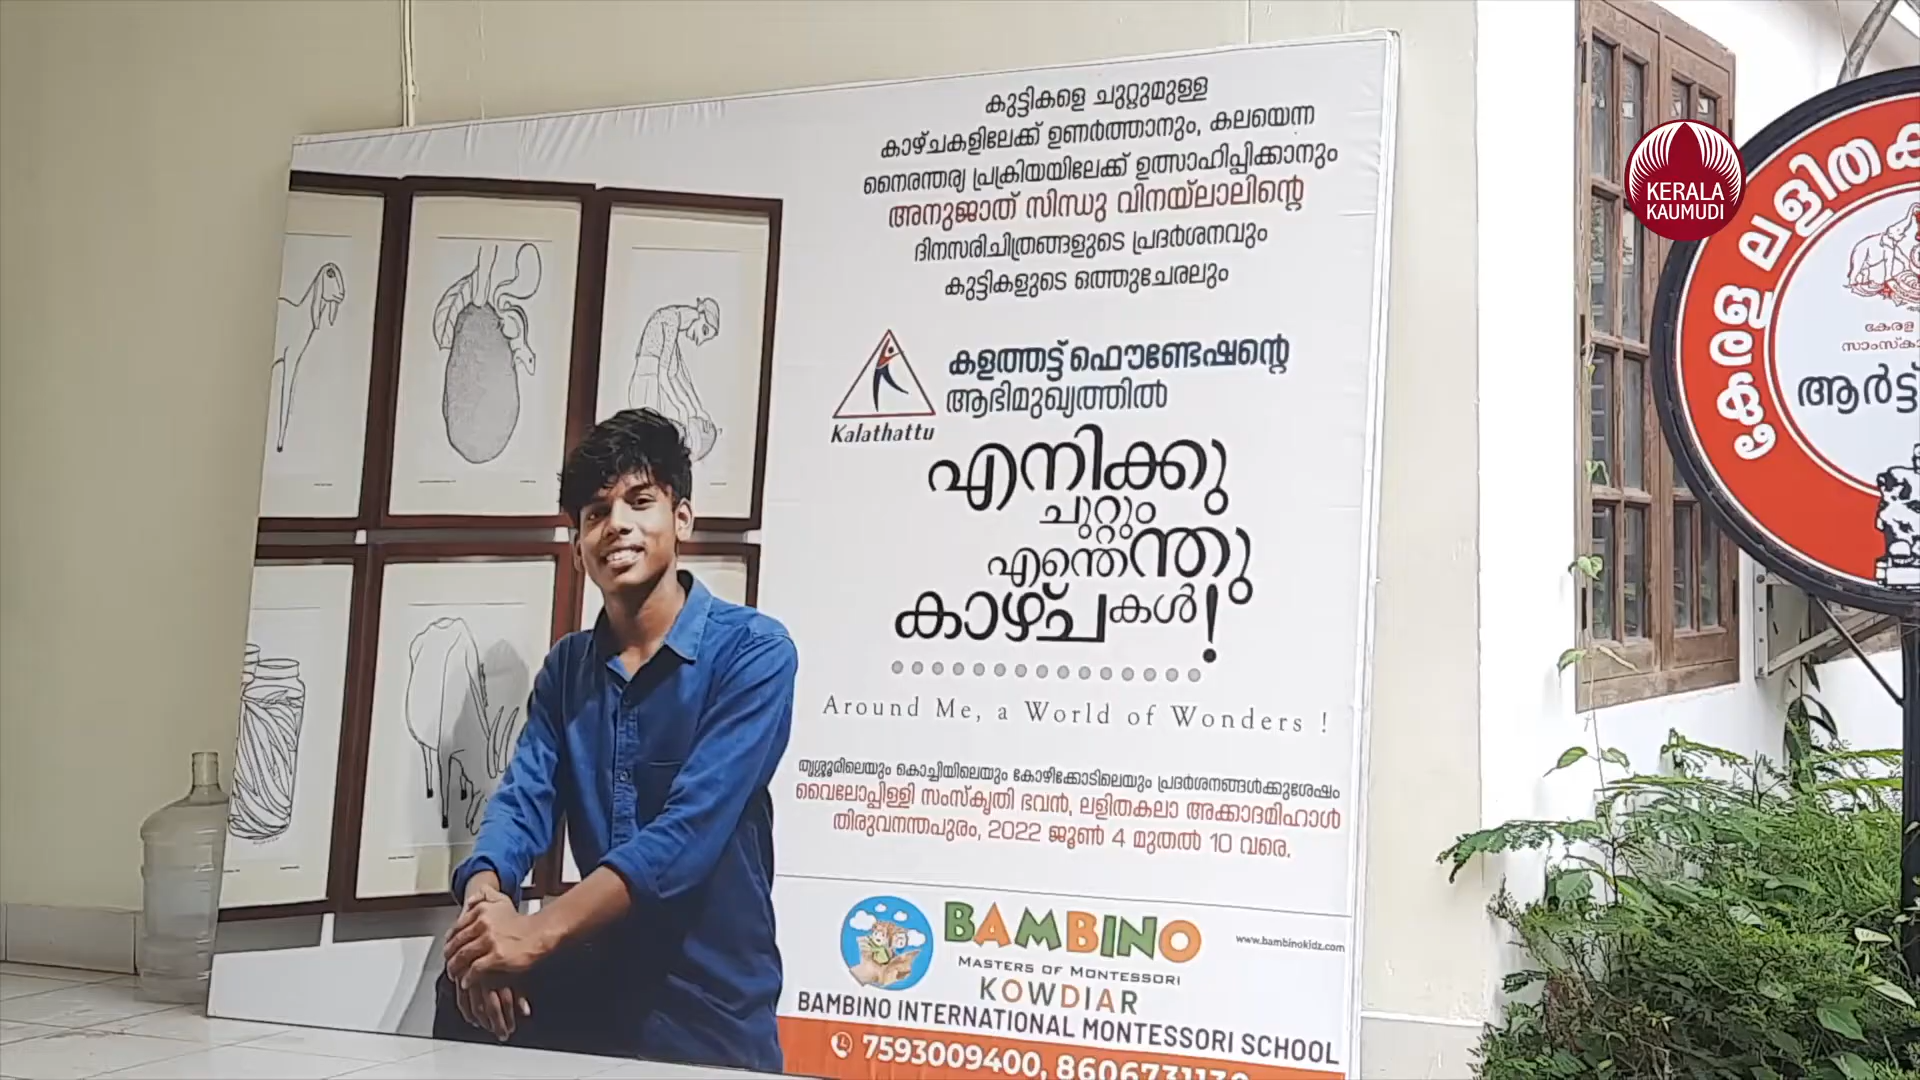 കുട്ടികളെ ചുറ്റുമുള്ള
കാഴ്ചകളിലേക്ക് ഉണർത്താനും, കലയെന്ന
നൈരന്തര്യ പ്രക്രിയയിലേക്ക് ഉത്സാഹിപ്പിക്കാനും
അനുജാത് സിന്ധു വിനയ്‌ലാലിന്റെ
ദിനസരിചിത്രങ്ങളുടെ പ്രദർശനവും
കുട്ടികളുടെ ഒത്തുചേരലും
Kalathattu
കളത്തട്ട് ഫൌണ്ടേഷന്റെ
ആഭിമുഖ്യത്തിൽ
എനിക്കു
ചുറ്റും
എന്തെന്തു
കാഴ്ചകൾ!
Around Me, a World of Wonders !
തൃശ്ശൂരിലെയും കൊച്ചിയിലെയും കോഴിക്കോടിലെയും പ്രദർശനങ്ങൾക്കുശേഷം
വൈലോപ്പിള്ളി സംസ്കൃതി ഭവൻ, ലളിതകലാ അക്കാദമിഹാൾ
തിരുവനന്തപുരം, 2022 ജൂൺ 4 മുതൽ 10 വരെ.
BAMBINO
www.bambinokidz.com
MASTERS OF MONTESSORI
KOWDIAR
BAMBINO INTERNATIONAL MONTESSORI SCHOOL
7593009400, 8606731130
KERALA
KAUMUDI
കേരള ലളിതക
കേരള
സാംസ്കാ
ആർട്ട്